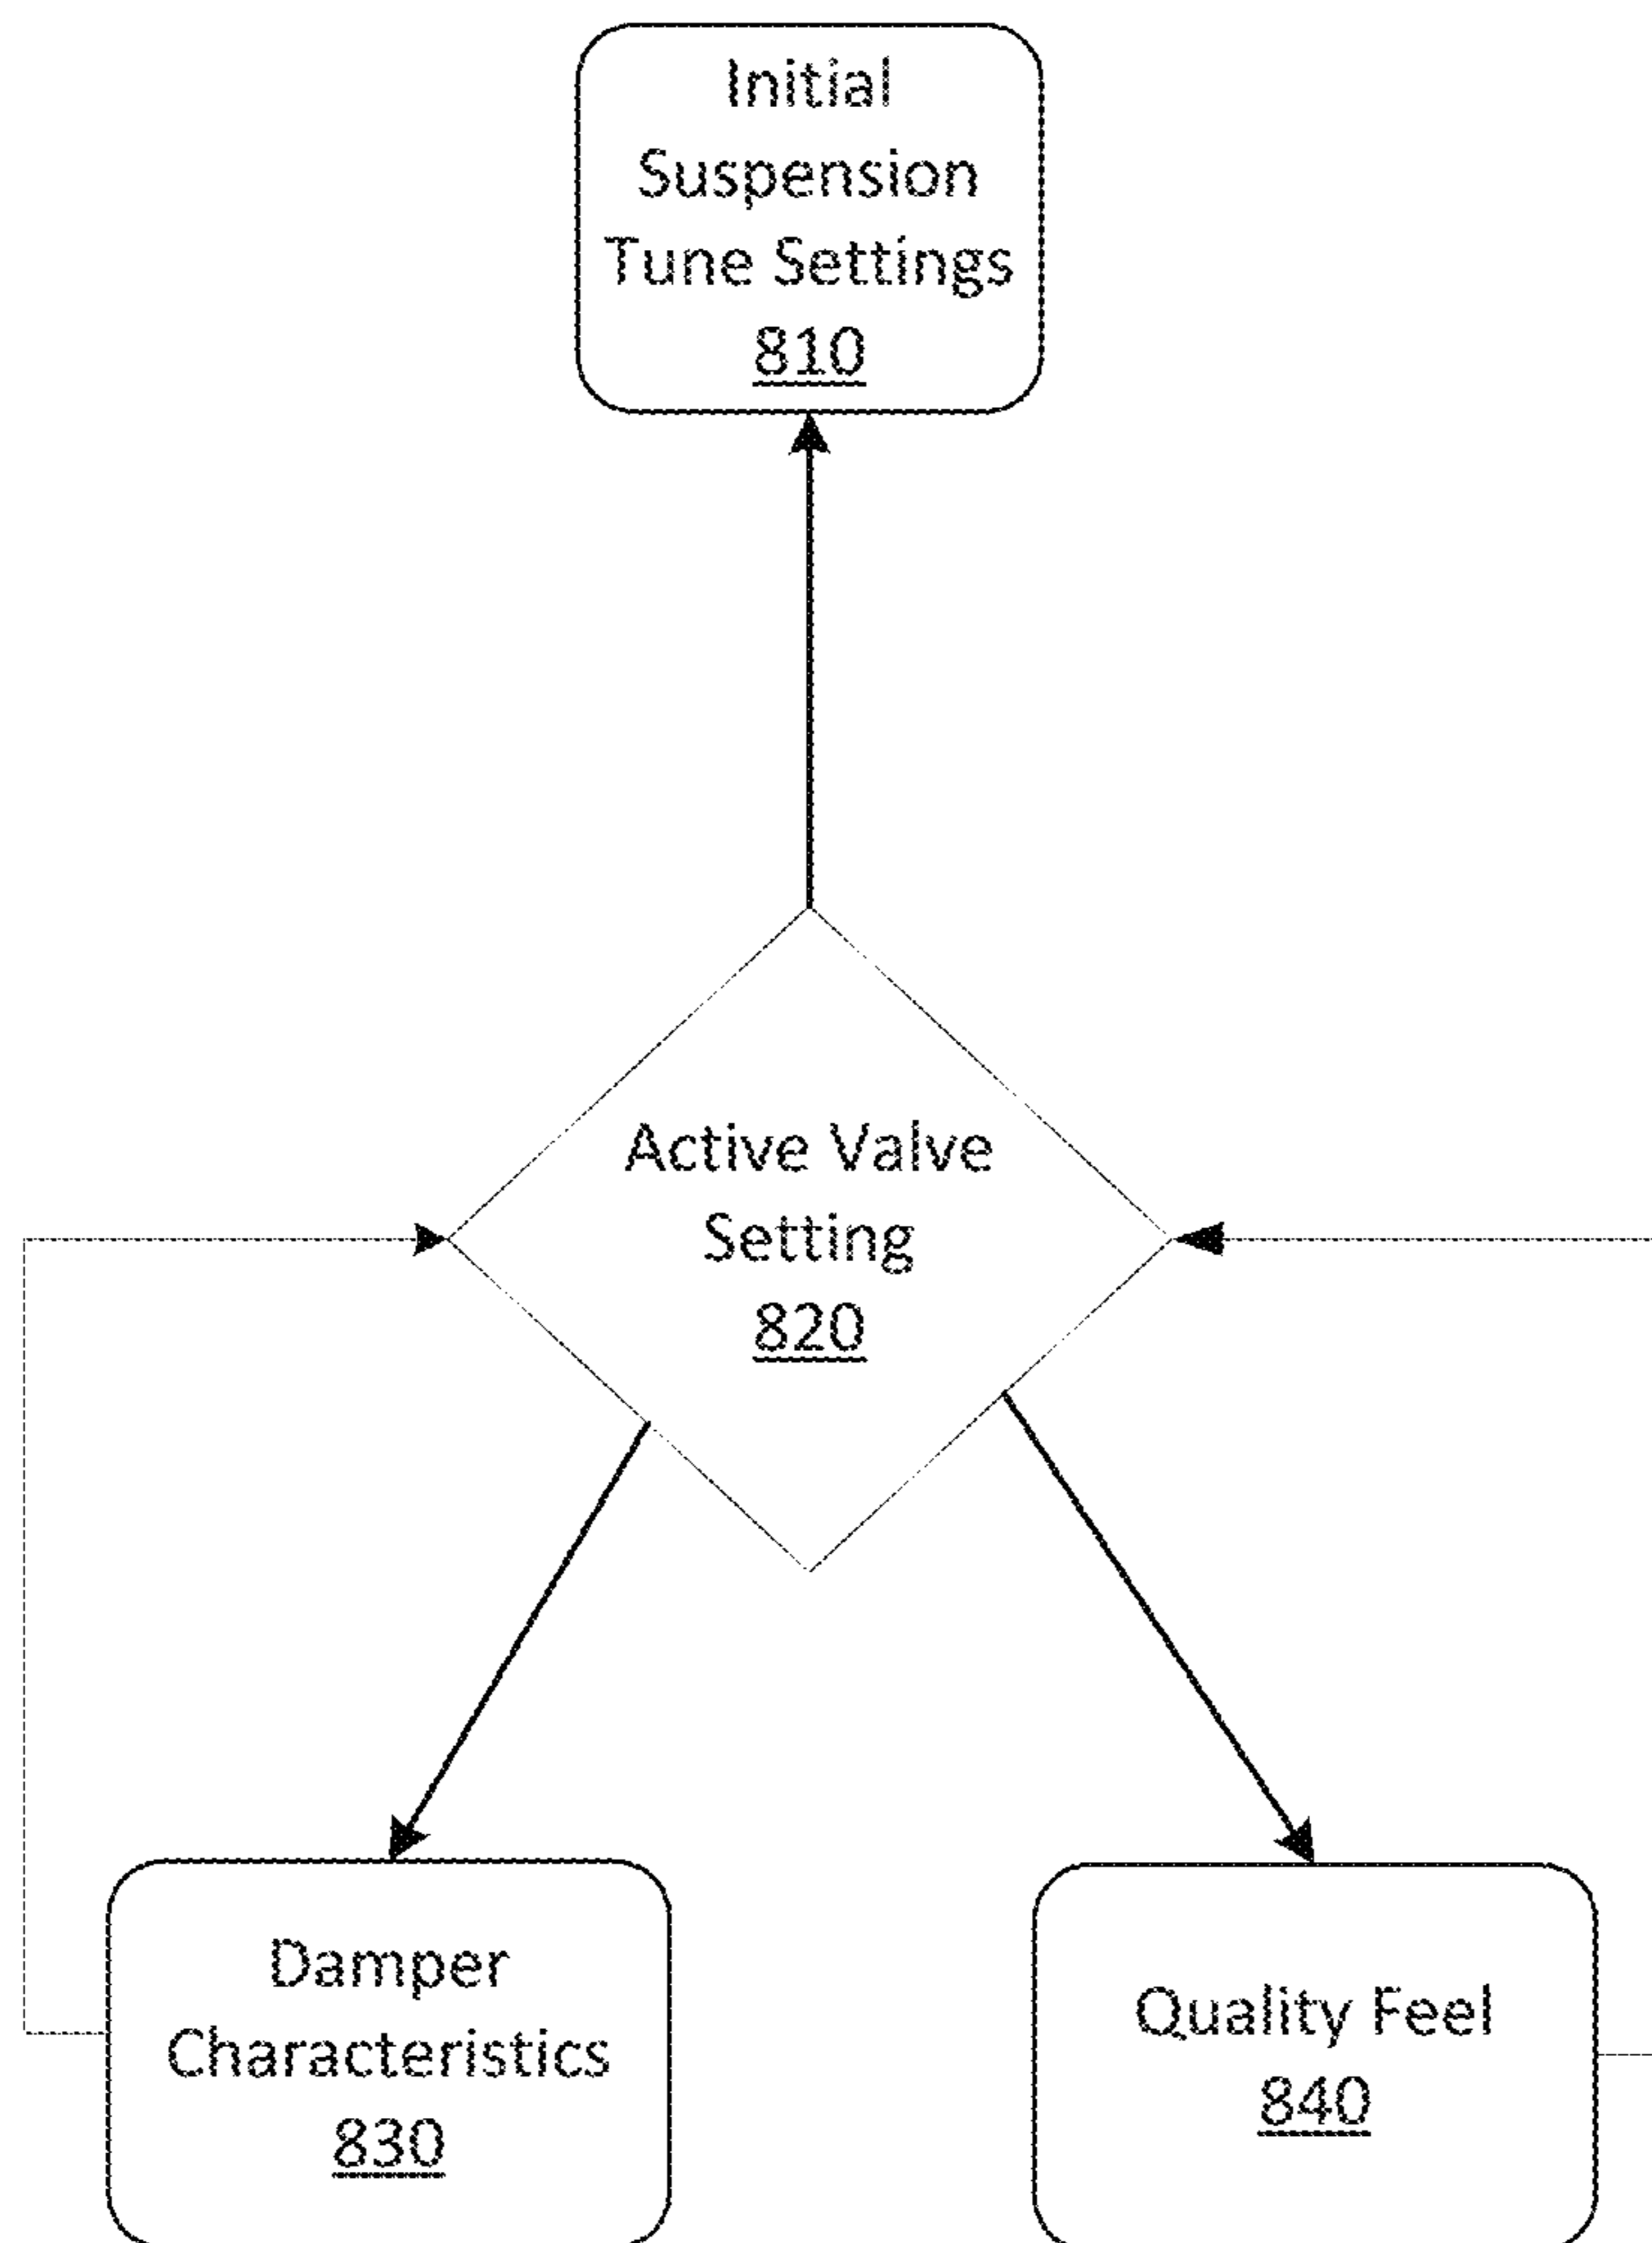 Initial
Suspension
Tune Settings
810
Active Valve
Setting
820
Damper
Characteristics
830
Quality Feel
840